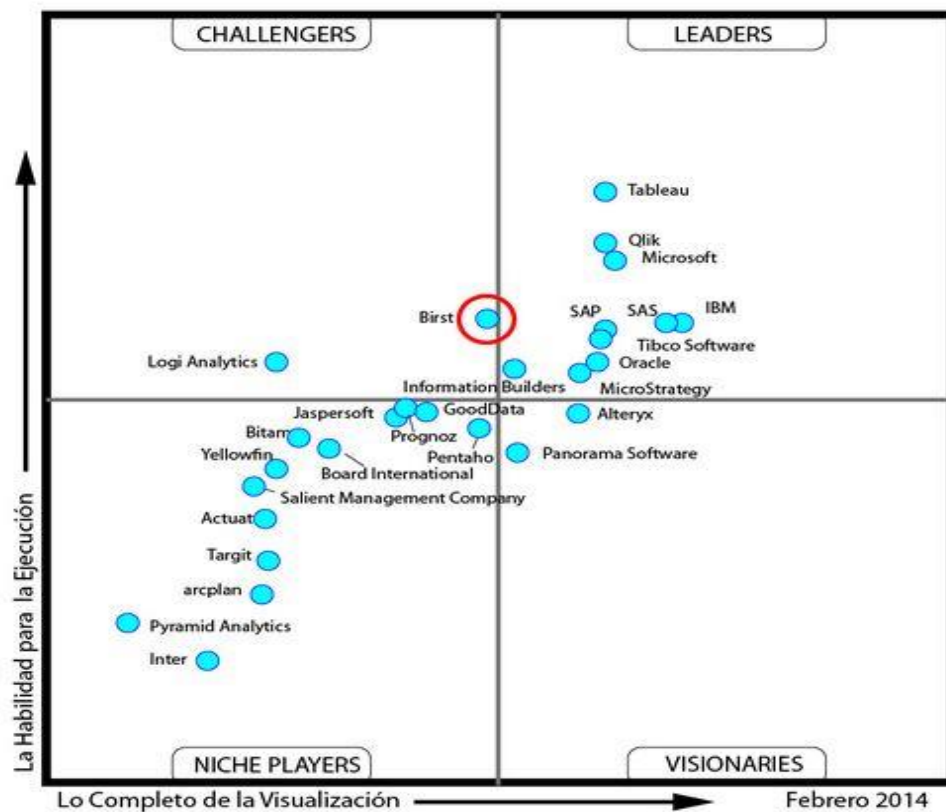 CHALLENGERS
LEADERS
Tableau
Qlik
Microsoft
Birst
SAP
SAS
IBM
Tibco Software
Logi Analytics
Oracle
Information Builders
MicroStrategy
Jaspersoft
GoodData
Alteryx
Bitam
Prognoz
Yellowfin
Pentaho
Panorama Software
Board International
Salient Management Company
Actuat
Targit
arcplan
Pyramid Analytics
Inter
La Habilidad para la Ejecución
NICHE PLAYERS
VISIONARIES
Lo Completo de la Visualización
Febrero 2014